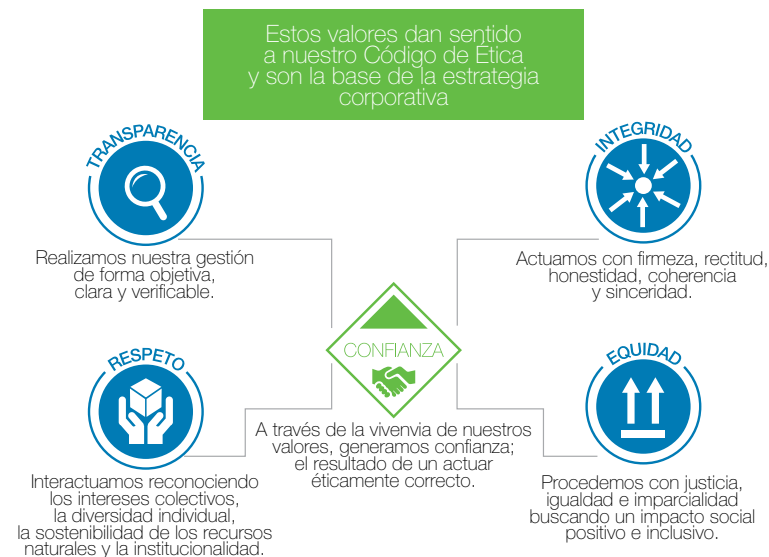 Estos valores dan sentido
a nuestro Código de Ética
y son la base de la estrategia
corporativa
TRANSPARENCIA
Realizamos nuestra gestión
de forma objetiva,
clara y verificable.
INTEGRIDAD
Actuamos con firmeza, rectitud,
honestidad, coherencia
y sinceridad.
CONFIANZA
A través de la vivenvia de nuestros
valores, generamos confianza;
el resultado de un actuar
éticamente correcto.
RESPETO
Interactuamos reconociendo
los intereses colectivos,
la diversidad individual,
la sostenibilidad de los recursos
naturales y la institucionalidad.
EQUIDAD
Procedemos con justicia,
igualdad e imparcialidad
buscando un impacto social
positivo e inclusivo.